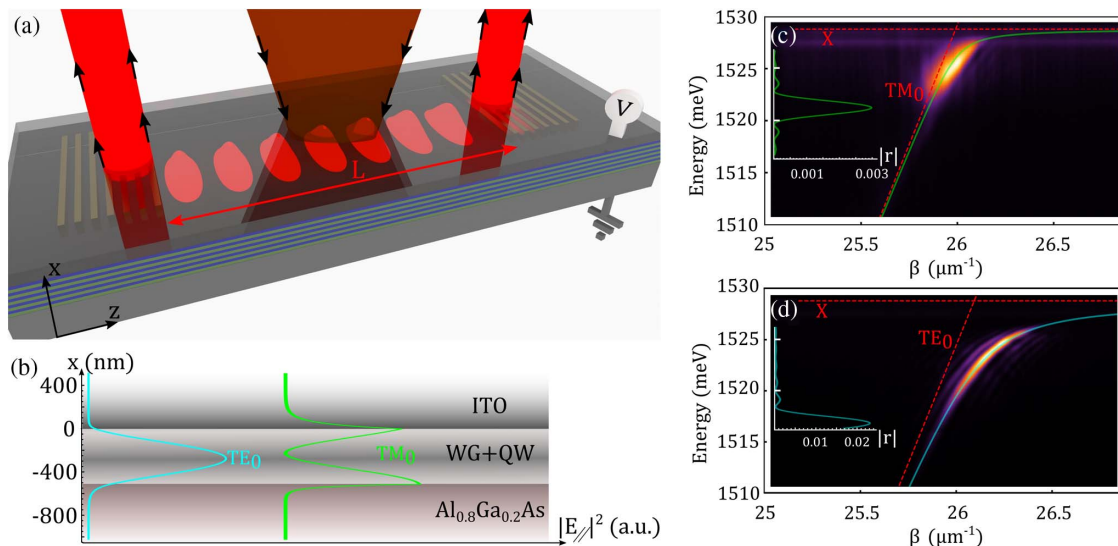 (a)
V
L
x
z
(b)
x (nm)
400
0
-400
-800
TE₀
TM₀
ITO
WG+QW
Al₀.₈Ga₀.₂As
|E∕∕|² (a.u.)
(c)
Energy (meV)
1530
1525
1520
1515
1510
X
TM₀
0.001
0.003
|r|
25
25.5
26
26.5
β (μm⁻¹)
(d)
Energy (meV)
1530
1525
1520
1515
1510
X
TE₀
0.01
0.02
|r|
25
25.5
26
26.5
β (μm⁻¹)